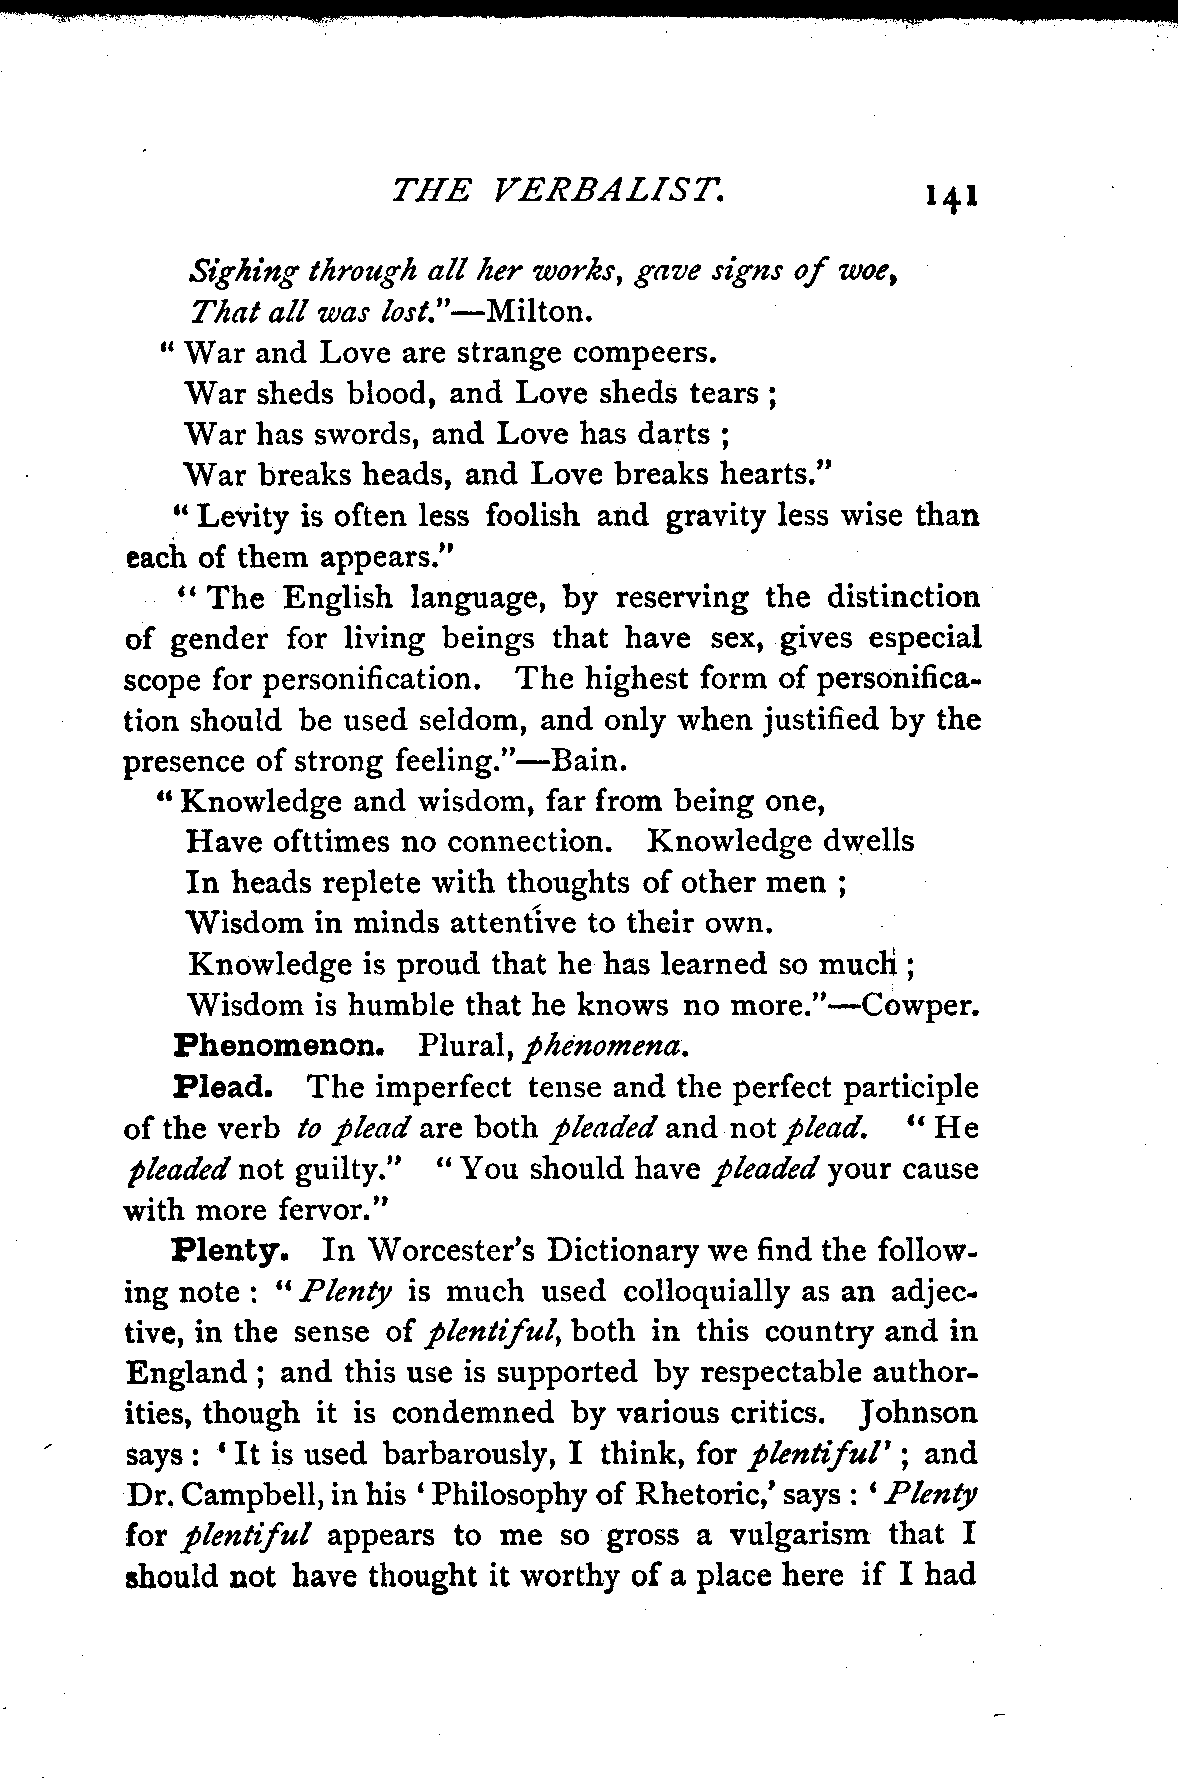 THE VERBALIST. 141
Sighing through all her works, gave signs of woe,
That all was lost."—Milton.
" War and Love are strange compeers.
War sheds blood, and Love sheds tears ;
War has swords, and Love has darts ;
War breaks heads, and Love breaks hearts."
" Levity is often less foolish and gravity less wise than
each of them appears."
" The English language, by reserving the distinction
of gender for living beings that have sex, gives especial
scope for personification. The highest form of personifica-
tion should be used seldom, and only when justified by the
presence of strong feeling."—Bain.
" Knowledge and wisdom, far from being one,
Have ofttimes no connection. Knowledge dwells
In heads replete with thoughts of other men ;
Wisdom in minds attentive to their own.
Knowledge is proud that he has learned so much ;
Wisdom is humble that he knows no more."—Cowper.
Phenomenon. Plural, phenomena.
Plead. The imperfect tense and the perfect participle
of the verb to plead are both pleaded and not plead. " He
pleaded not guilty." " You should have pleaded your cause
with more fervor."
Plenty. In Worcester's Dictionary we find the follow-
ing note : " Plenty is much used colloquially as an adjec-
tive, in the sense of plentiful, both in this country and in
England ; and this use is supported by respectable author-
ities, though it is condemned by various critics. Johnson
says : ' It is used barbarously, I think, for plentiful' ; and
Dr. Campbell, in his ' Philosophy of Rhetoric,' says : ' Plenty
for plentiful appears to me so gross a vulgarism that I
should not have thought it worthy of a place here if I had